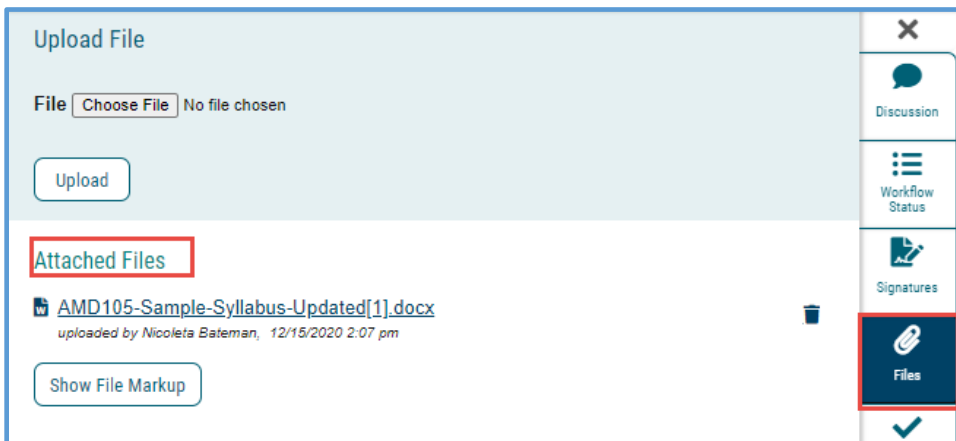 Upload File
File Choose File No file chosen
Upload
Attached Files
AMD105-Sample-Syllabus-Updated[1].docx
uploaded by Nicoleta Bateman, 12/15/2020 2:07 pm
Show File Markup
Discussion
Workflow
Status
Signatures
Files